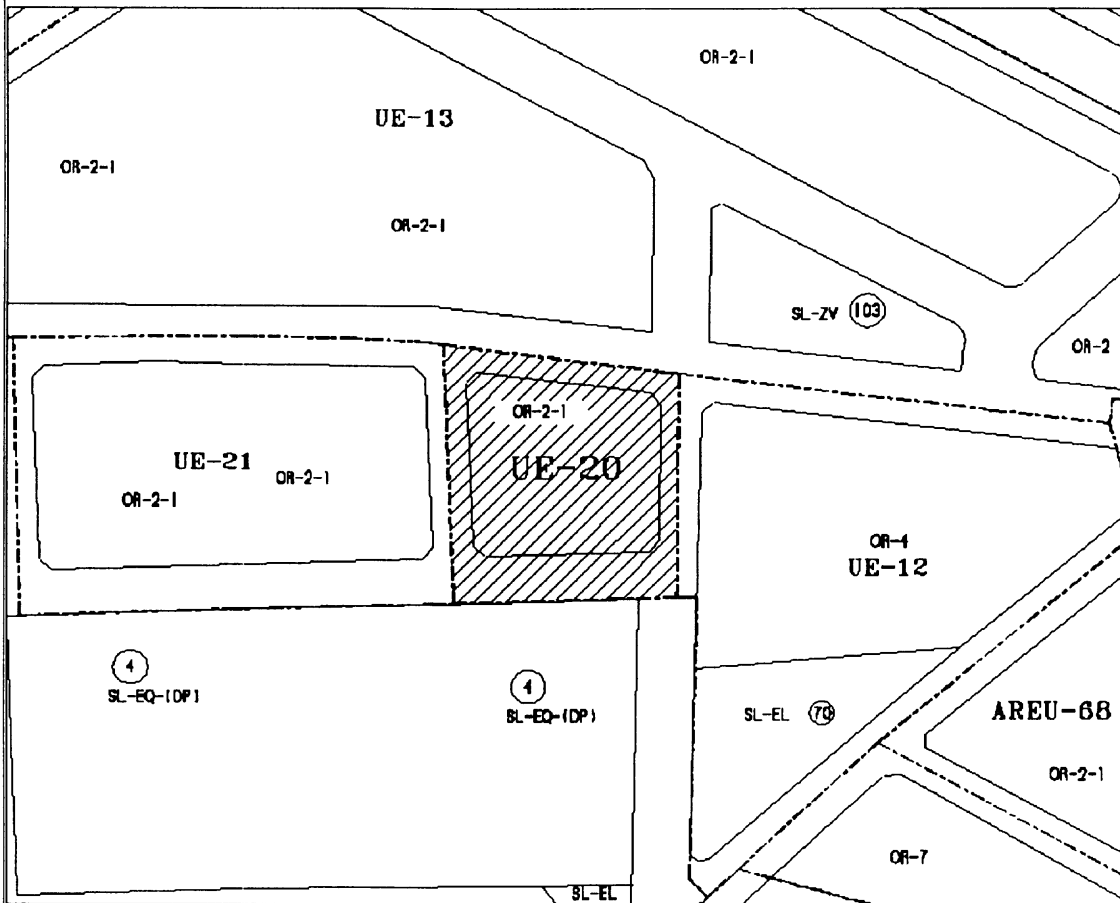 OR-2-1
UE-13
OR-2-1
OR-2-1
SL-ZV 103
OR-2
OR-2-1
UE-20
UE-21
OR-2-1
OR-2-1
OR-4
UE-12
4
SL-EQ-(DP)
4
SL-EQ-(DP)
SL-EL 70
AREU-68
OR-2-1
OR-7
SL-EL